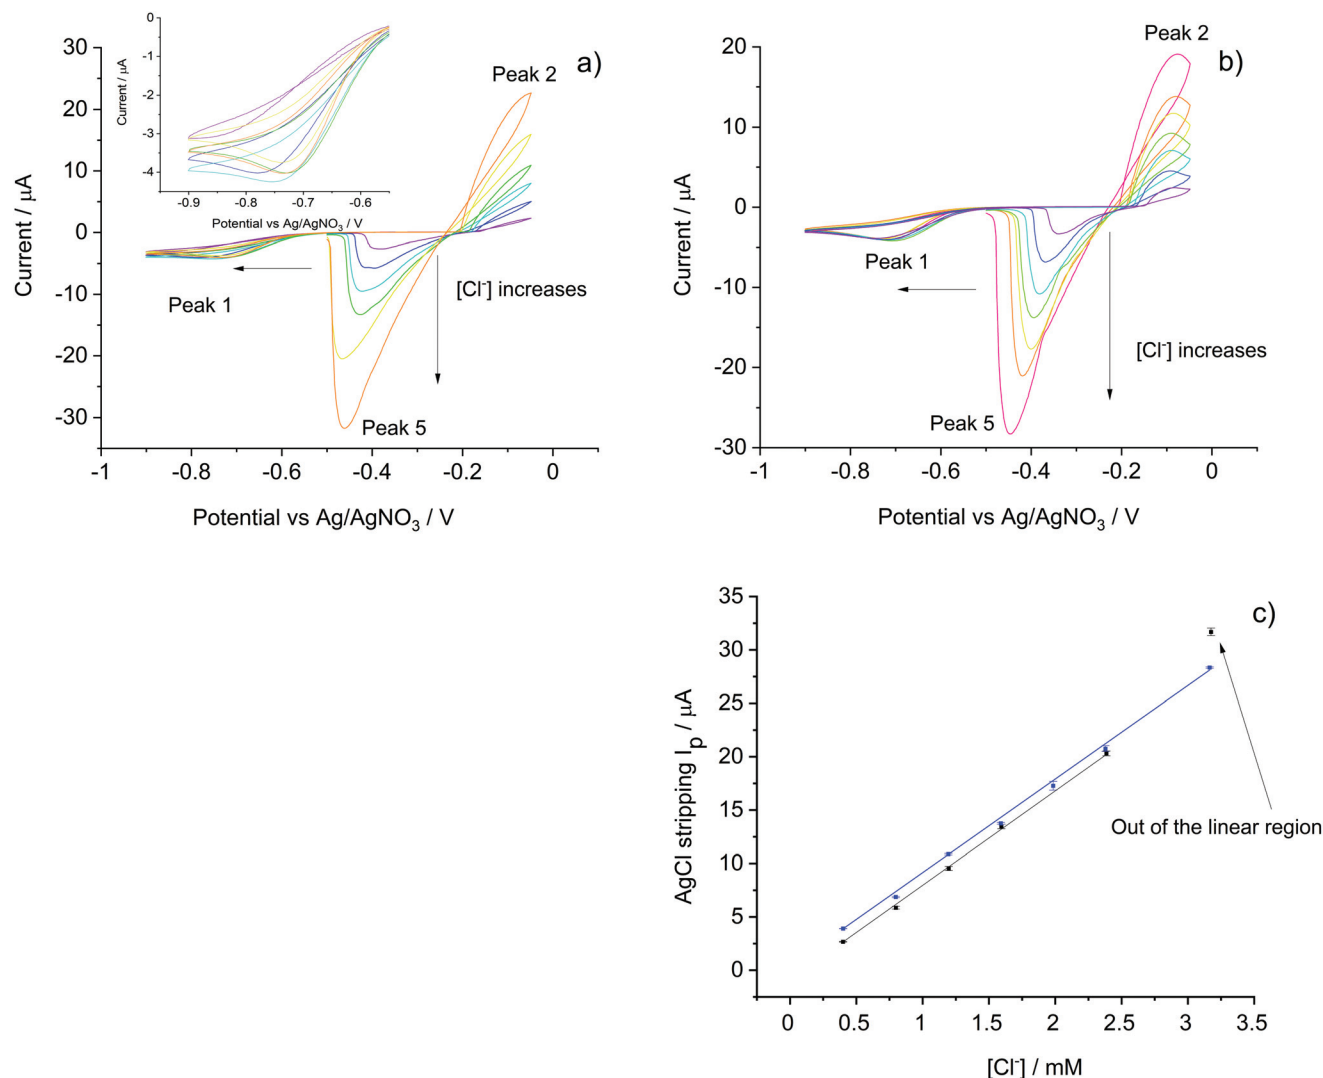 a)
Peak 2
Peak 1
Peak 5
[Cl⁻] increases
30
20
10
0
-10
-20
-30
-1
-0.8
-0.6
-0.4
-0.2
0
Current / μA
Potential vs Ag/AgNO₃ / V
0
-1
-2
-3
-4
-0.9
-0.8
-0.7
-0.6
Current / μA
Potential vs Ag/AgNO₃ / V
b)
Peak 2
Peak 1
Peak 5
[Cl⁻] increases
20
10
0
-10
-20
-30
-1
-0.8
-0.6
-0.4
-0.2
0
Current / μA
Potential vs Ag/AgNO₃ / V
c)
35
30
25
20
15
10
5
0
0
0.5
1
1.5
2
2.5
3
3.5
AgCl stripping Iₚ / μA
Out of the linear region
[Cl⁻] / mM